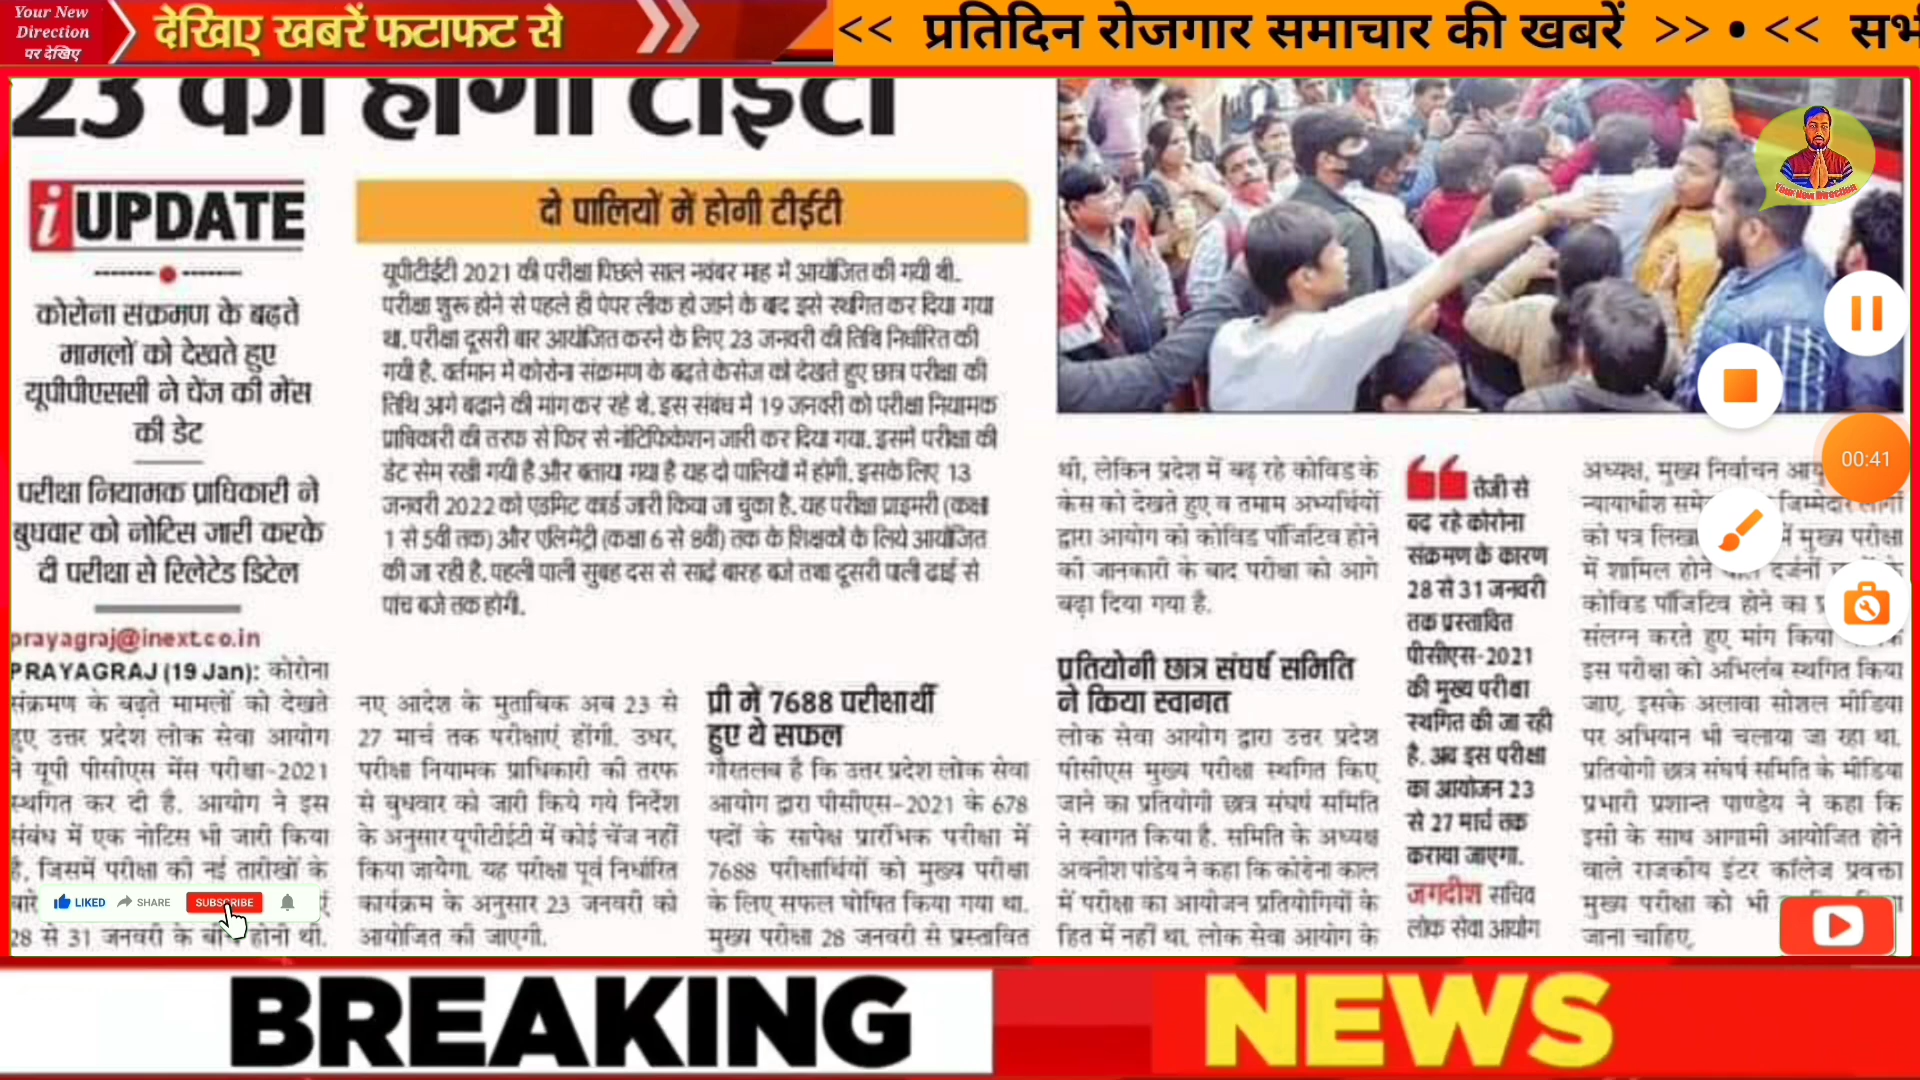 Your New
Direction
पर देखिए
देखिए खबरें फटाफट से
<< प्रतिदिन रोजगार समाचार की खबरें >> • << सभी
23 को होगी टीईटी
i UPDATE
कोरोना संक्रमण के बढ़ते
मामलों को देखते हुए
यूपीपीएससी ने चेंज की मेंस
की डेट
परीक्षा नियामक प्राधिकारी ने
बुधवार को नोटिस जारी करके
दी परीक्षा से रिलेटेड डिटेल
prayagraj@inext.co.in
PRAYAGRAJ (19 Jan): कोरोना
संक्रमण के बढ़ते मामलों को देखते
हुए उत्तर प्रदेश लोक सेवा आयोग
ने यूपी पीसीएस मेंस परीक्षा-2021
स्थगित कर दी है. आयोग ने इस
संबंध में एक नोटिस भी जारी किया
है, जिसमें परीक्षा की नई तारीखों के
बारे
28 से 31 जनवरी के बीच होनी थी.
LIKED SHARE SUBSCRIBE
दो पालियों में होगी टीईटी
यूपीटीईटी 2021 की परीक्षा पिछले साल नवंबर माह में आयोजित की गयी थी.
परीक्षा शुरू होने से पहले ही पेपर लीक हो जाने के बाद इसे स्थगित कर दिया गया
था. परीक्षा दूसरी बार आयोजित करने के लिए 23 जनवरी की तिथि निर्धारित की
गयी है. वर्तमान में कोरोना संक्रमण के बढ़ते केसेज को देखते हुए छात्र परीक्षा की
तिथि आगे बढ़ाने की मांग कर रहे थे. इस संबंध में 19 जनवरी को परीक्षा नियामक
प्राधिकारी की तरफ से फिर से नोटिफिकेशन जारी कर दिया गया. इसमें परीक्षा की
डेट सेम रखी गयी है और बताया गया है यह दो पालियों में होगी. इसके लिए 13
जनवरी 2022 को एडमिट कार्ड जारी किया जा चुका है. यह परीक्षा प्राइमरी (कक्षा
1 से 5वीं तक) और एलिमेंट्री (कक्षा 6 से 8वीं) तक के शिक्षकों के लिये आयोजित
की जा रही है. पहली पाली सुबह दस से साढ़े बारह बजे तथा दूसरी पाली ढाई से
पांच बजे तक होगी.
नए आदेश के मुताबिक अब 23 से
27 मार्च तक परीक्षाएं होंगी. उधर,
परीक्षा नियामक प्राधिकारी की तरफ
से बुधवार को जारी किये गये निर्देश
के अनुसार यूपीटीईटी में कोई चेंज नहीं
किया जायेगा. यह परीक्षा पूर्व निर्धारित
कार्यक्रम के अनुसार 23 जनवरी को
आयोजित की जाएगी.
प्री में 7688 परीक्षार्थी
हुए थे सफल
गौरतलब है कि उत्तर प्रदेश लोक सेवा
आयोग द्वारा पीसीएस-2021 के 678
पदों के सापेक्ष प्रारंभिक परीक्षा में
7688 परीक्षार्थियों को मुख्य परीक्षा
के लिए सफल घोषित किया गया था.
मुख्य परीक्षा 28 जनवरी से प्रस्तावित
थी, लेकिन प्रदेश में बढ़ रहे कोविड के
केस को देखते हुए व तमाम अभ्यर्थियों
द्वारा आयोग को कोविड पॉजिटिव होने
की जानकारी के बाद परीक्षा को आगे
बढ़ा दिया गया है.
प्रतियोगी छात्र संघर्ष समिति
ने किया स्वागत
लोक सेवा आयोग द्वारा उत्तर प्रदेश
पीसीएस मुख्य परीक्षा स्थगित किए
जाने का प्रतियोगी छात्र संघर्ष समिति
ने स्वागत किया है. समिति के अध्यक्ष
अवनीश पांडेय ने कहा कि कोरोना काल
में परीक्षा का आयोजन प्रतियोगियों के
हित में नहीं था. लोक सेवा आयोग के
तेजी से
बढ़ रहे कोरोना
संक्रमण के कारण
28 से 31 जनवरी
तक प्रस्तावित
पीसीएस-2021
की मुख्य परीक्षा
स्थगित की जा रही
है. अब इस परीक्षा
का आयोजन 23
से 27 मार्च तक
कराया जाएगा.
जगदीश सचिव
लोक सेवा आयोग
अध्यक्ष, मुख्य निर्वाचन
न्यायाधीश समेत जिम्मेदार लोगों
को पत्र लिखा में मुख्य परीक्षा
में शामिल होने वाले दर्जनों
कोविड पॉजिटिव होने का
संलग्न करते हुए मांग किया
इस परीक्षा को अभिलंब स्थगित किया
जाए. इसके अलावा सोशल मीडिया
पर अभियान भी चलाया जा रहा था.
प्रतियोगी छात्र संघर्ष समिति के मीडिया
प्रभारी प्रशान्त पाण्डेय ने कहा कि
इसी के साथ आगामी आयोजित होने
वाले राजकीय इंटर कॉलेज प्रवक्ता
मुख्य परीक्षा को भी
जाना चाहिए.
Your New Direction
00:41
BREAKING NEWS